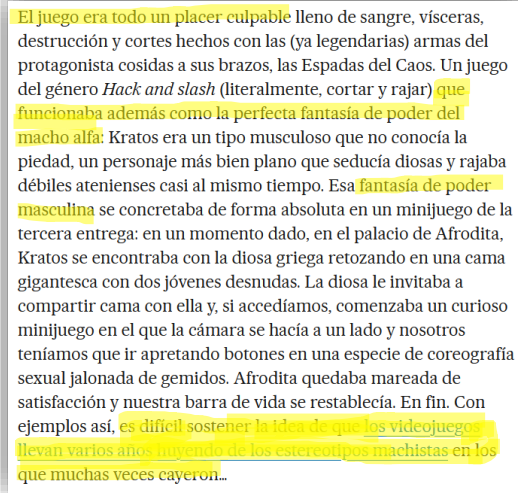 El juego era todo un placer culpable lleno de sangre, vísceras,
destrucción y cortes hechos con las (ya legendarias) armas del
protagonista cosidas a sus brazos, las Espadas del Caos. Un juego
del género Hack and slash (literalmente, cortar y rajar) que
funcionaba además como la perfecta fantasía de poder del
macho alfa: Kratos era un tipo musculoso que no conocía la
piedad, un personaje más bien plano que seducía diosas y rajaba
débiles atenienses casi al mismo tiempo. Esa fantasía de poder
masculina se concretaba de forma absoluta en un minijuego de la
tercera entrega: en un momento dado, en el palacio de Afrodita,
Kratos se encontraba con la diosa griega retozando en una cama
gigantesca con dos jóvenes desnudas. La diosa le invitaba a
compartir cama con ella y, si accedíamos, comenzaba un curioso
minijuego en el que la cámara se hacía a un lado y nosotros
teníamos que ir apretando botones en una especie de coreografía
sexual jalonada de gemidos. Afrodita quedaba mareada de
satisfacción y nuestra barra de vida se restablecía. En fin. Con
ejemplos así, es difícil sostener la idea de que los videojuegos
llevan varios años huyendo de los estereotipos machistas en los
que muchas veces cayeron...